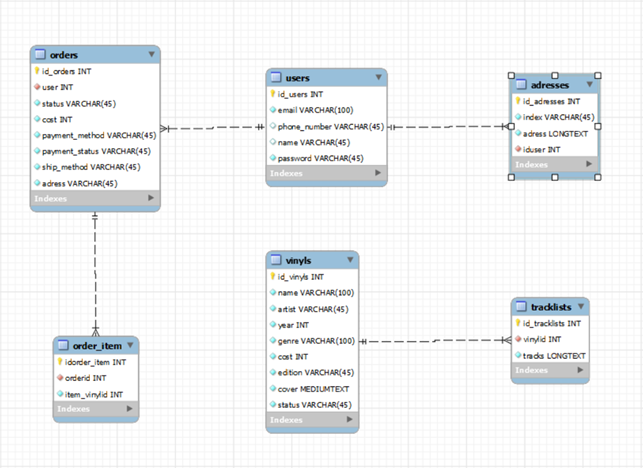 orders
id_orders INT
user INT
status VARCHAR(45)
cost INT
payment_method VARCHAR(45)
payment_status VARCHAR(45)
ship_method VARCHAR(45)
adress VARCHAR(45)
Indexes
users
id_users INT
email VARCHAR(100)
phone_number VARCHAR(45)
name VARCHAR(45)
password VARCHAR(45)
Indexes
adresses
id_adresses INT
index VARCHAR(45)
adress LONGTEXT
iduser INT
Indexes
order_item
idorder_item INT
orderid INT
item_vinylid INT
Indexes
vinyls
id_vinyls INT
name VARCHAR(100)
artist VARCHAR(45)
year INT
genre VARCHAR(100)
cost INT
edition VARCHAR(45)
cover MEDIUMTEXT
status VARCHAR(45)
Indexes
tracklists
id_tracklists INT
vinylid INT
tracks LONGTEXT
Indexes